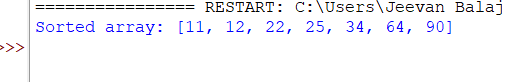 ================ RESTART: C:\Users\Jeevan Balaj
Sorted array: [11, 12, 22, 25, 34, 64, 90]
>>>